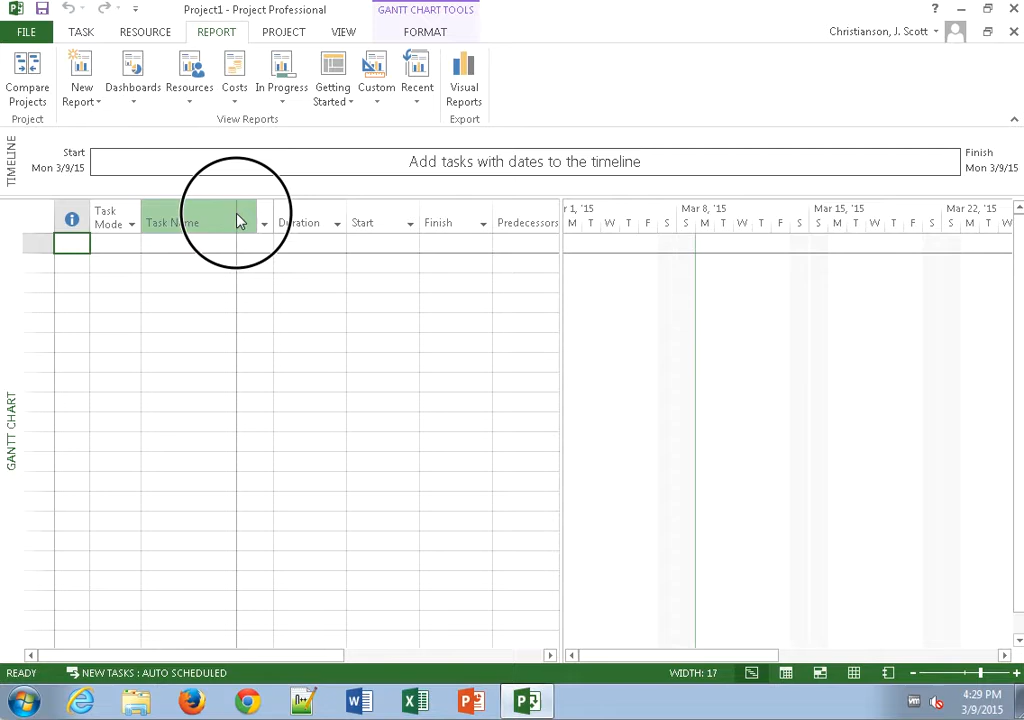 Project1 - Project Professional
GANTT CHART TOOLS
?
FILE TASK RESOURCE REPORT PROJECT VIEW FORMAT
Christianson, J. Scott
Compare Projects
New Report
Dashboards
Resources
Costs
In Progress
Getting Started
Custom
Recent
Visual Reports
Project
View Reports
Export
TIMELINE
Start
Mon 3/9/15
Add tasks with dates to the timeline
Finish
Mon 3/9/15
Task Mode
Task Name
Duration
Start
Finish
Predecessors
r 1, '15
Mar 8, '15
Mar 15, '15
Mar 22, '15
M T W T F S S M T W T F S S M T W T F S S M T W
GANTT CHART
READY
NEW TASKS : AUTO SCHEDULED
WIDTH: 17
4:29 PM
3/9/2015